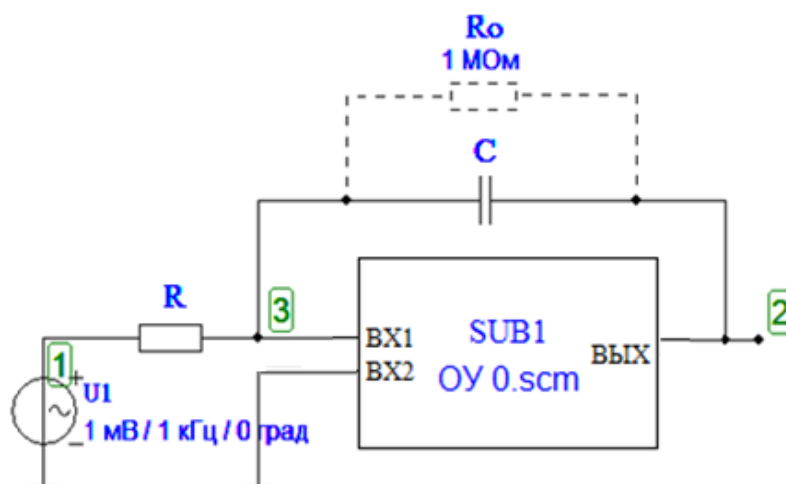 Ro
1 МОм
C
R
3
2
ВХ1
ВХ2
SUB1
ОУ 0.scm
ВЫХ
1
+
U1
1 мВ / 1 кГц / 0 град